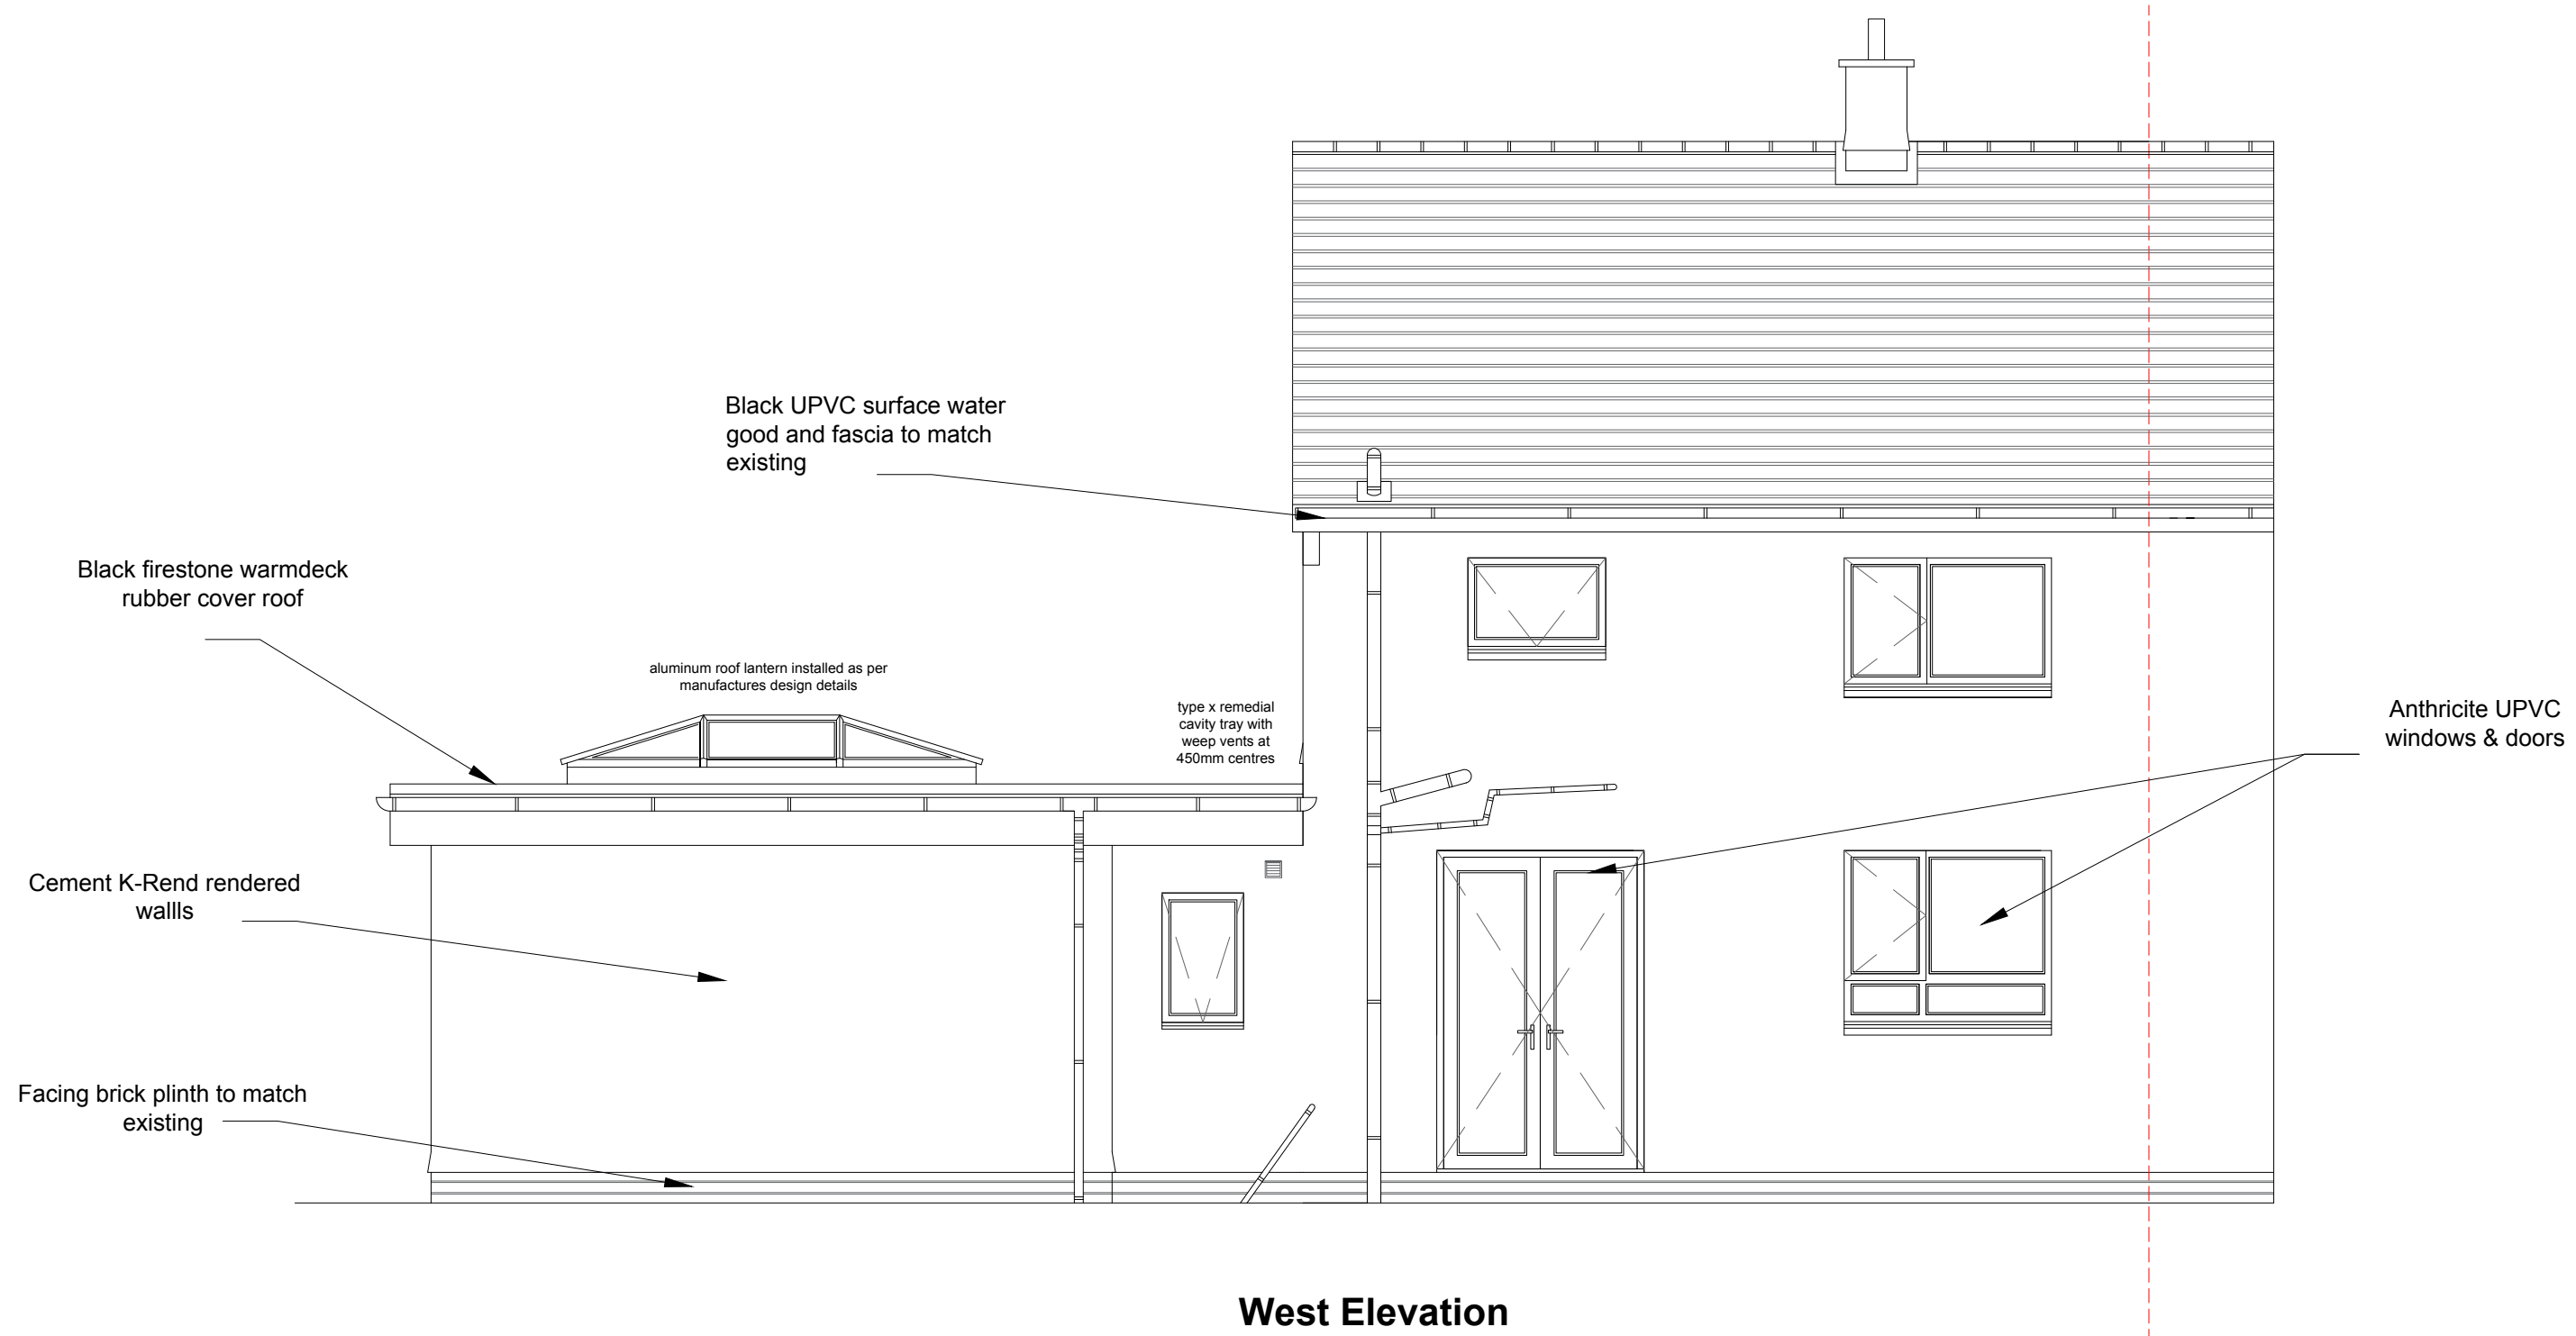 Black UPVC surface water
good and fascia to match
existing
Black firestone warmdeck
rubber cover roof
aluminum roof lantern installed as per
manufactures design details
type x remedial
cavity tray with
weep vents at
450mm centres
Anthricite UPVC
windows & doors
Cement K-Rend rendered
wallls
Facing brick plinth to match
existing
West Elevation